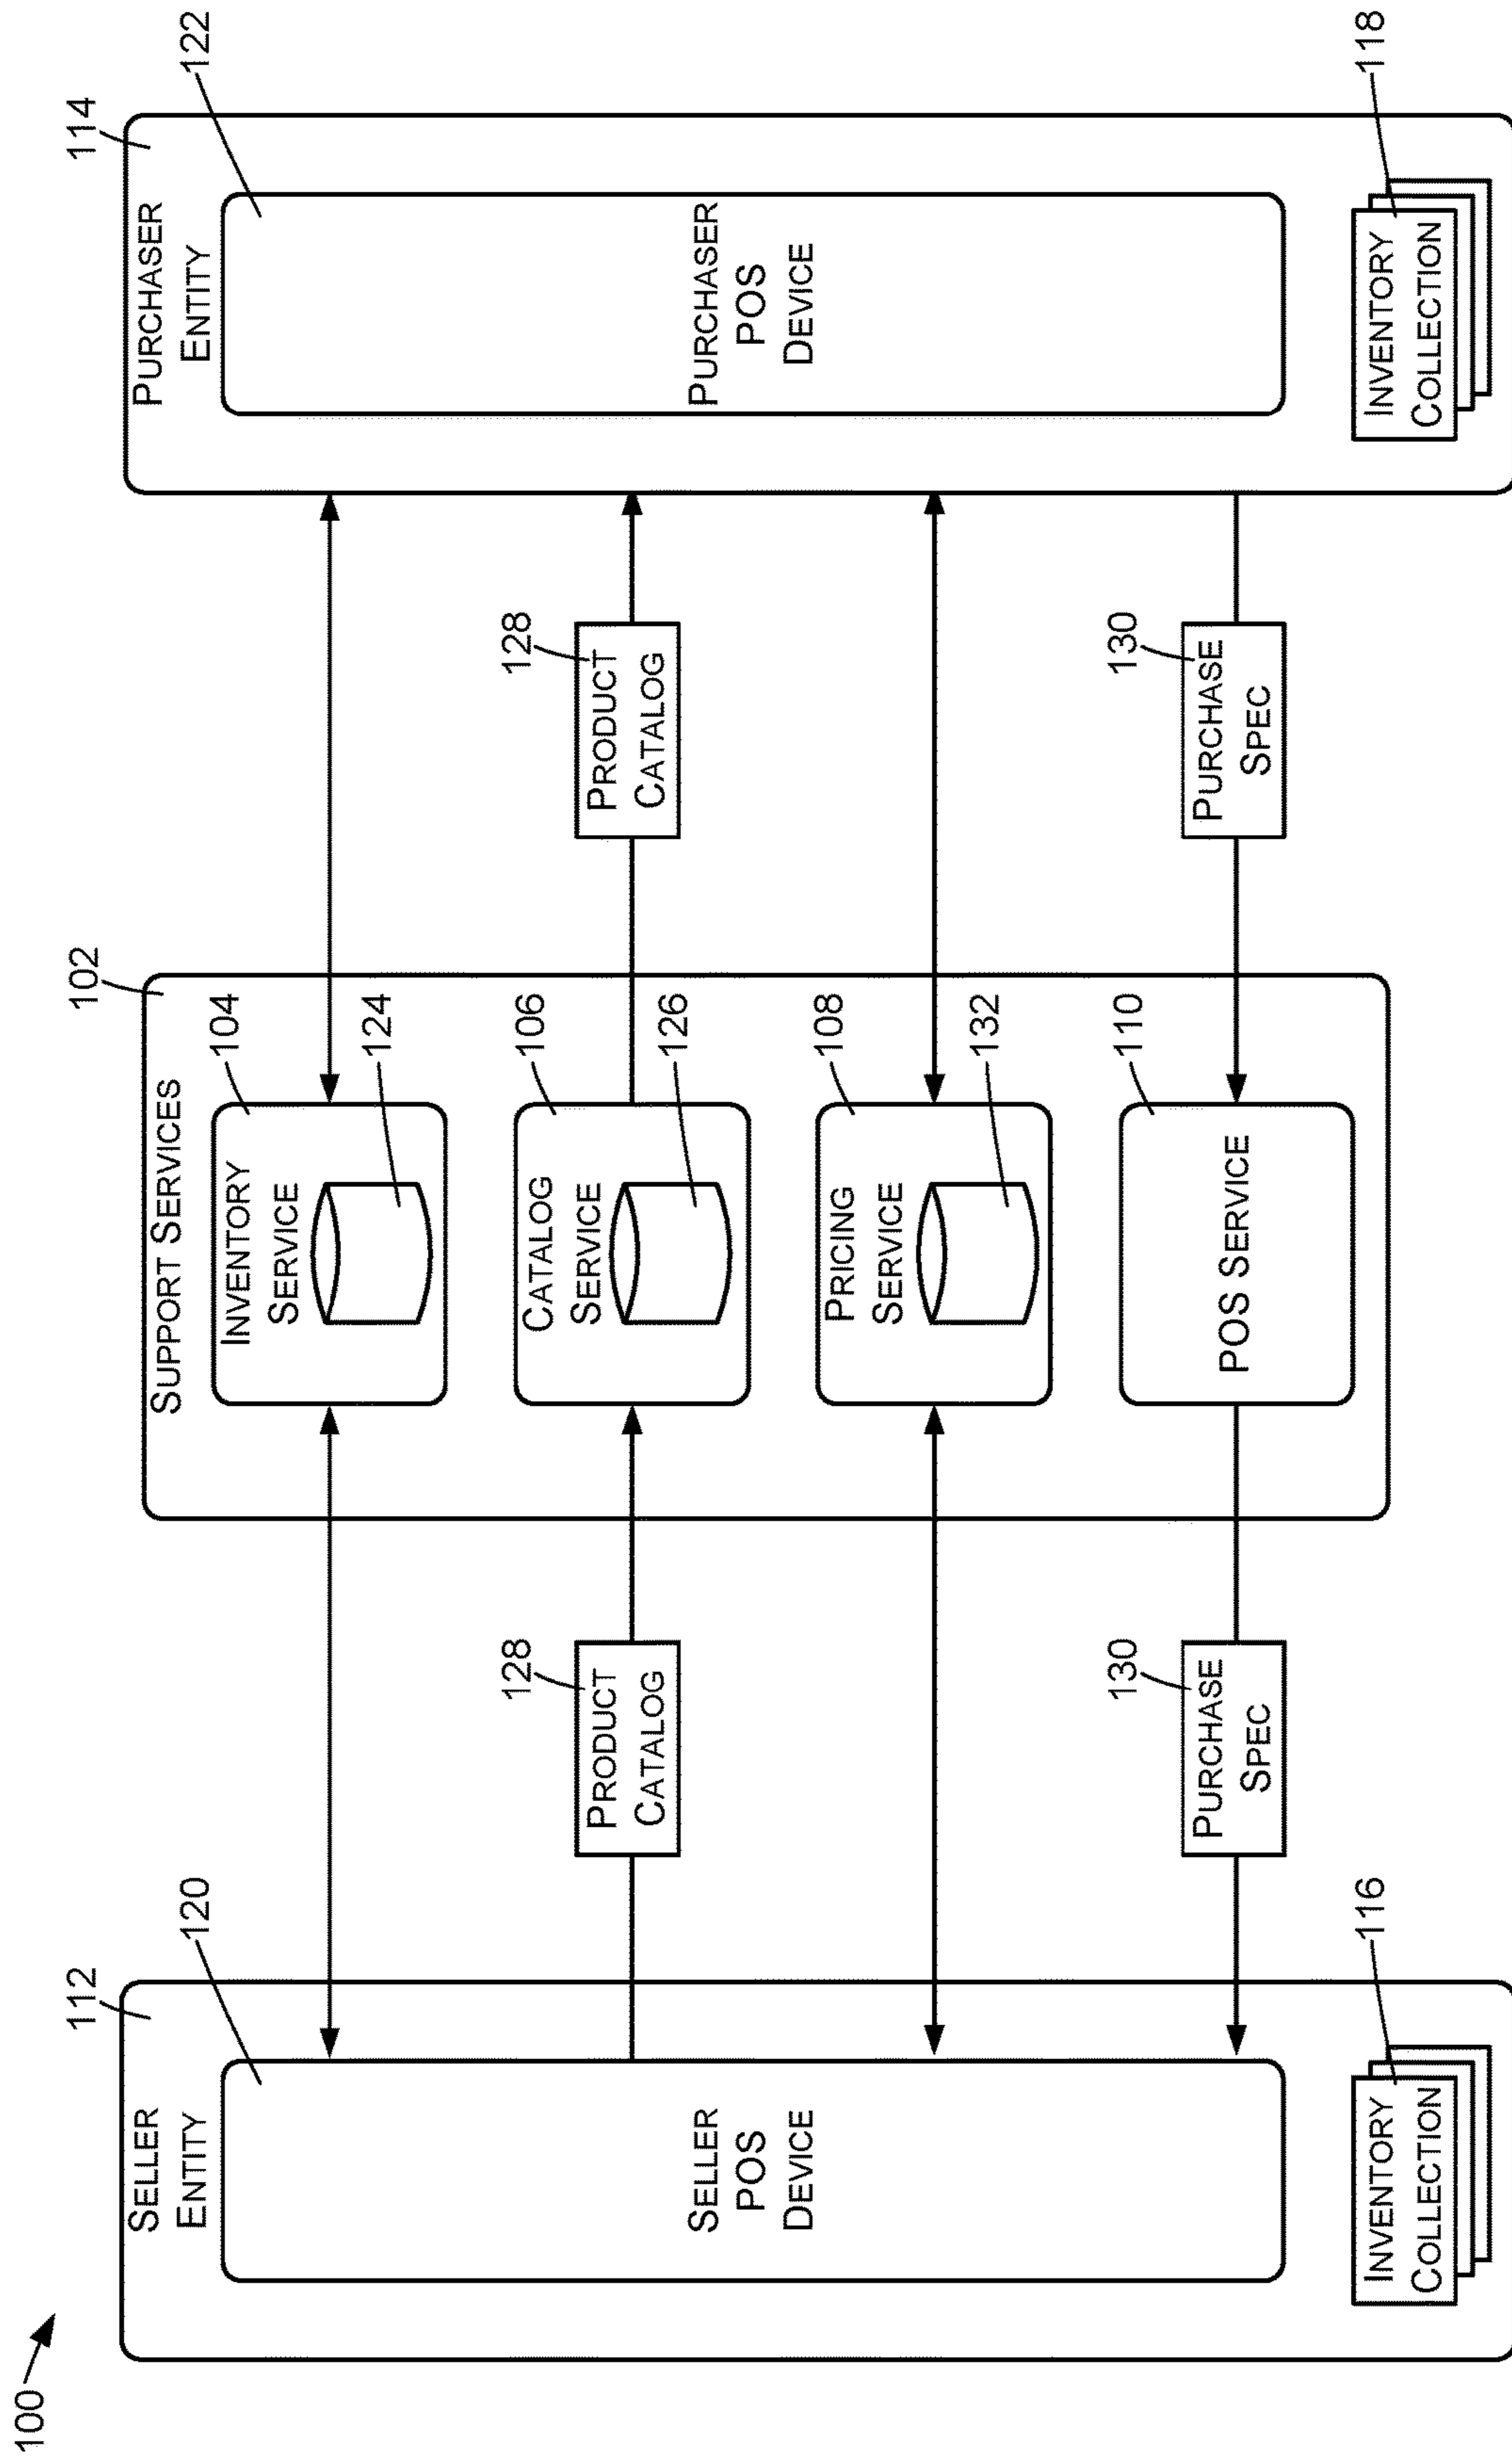 100
112
SELLER
ENTITY
120
SELLER
POS
DEVICE
INVENTORY
COLLECTION
116
128
PRODUCT
CATALOG
130
PURCHASE
SPEC
102
SUPPORT SERVICES
104
INVENTORY
SERVICE
124
106
CATALOG
SERVICE
126
108
PRICING
SERVICE
132
110
POS SERVICE
128
PRODUCT
CATALOG
130
PURCHASE
SPEC
114
PURCHASER
ENTITY
122
PURCHASER
POS
DEVICE
INVENTORY
COLLECTION
118